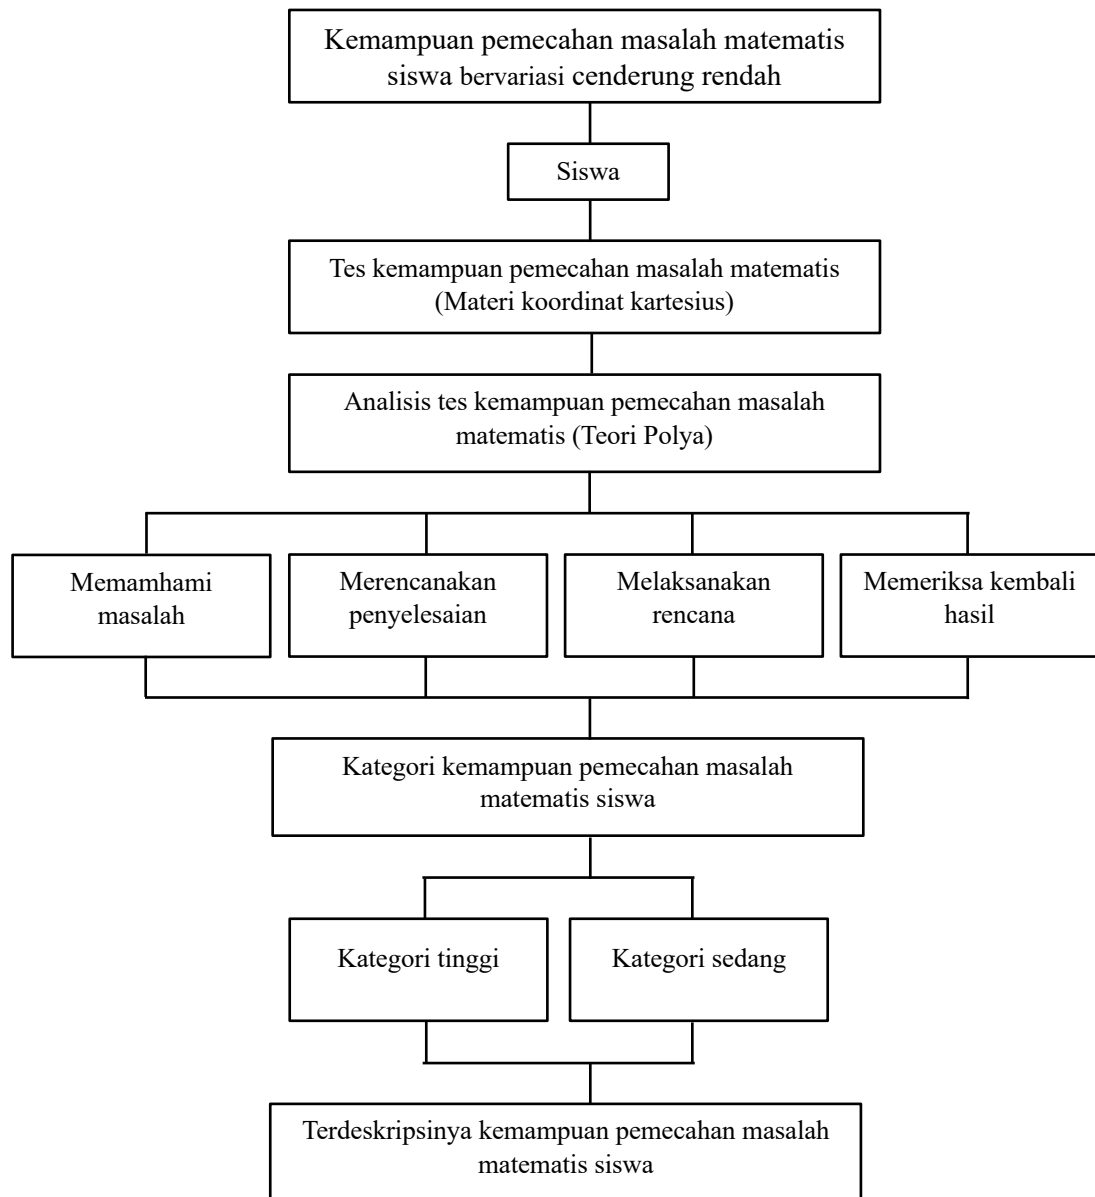 Kemampuan pemecahan masalah matematis
siswa bervariasi cenderung rendah
Siswa
Tes kemampuan pemecahan masalah matematis
(Materi koordinat kartesius)
Analisis tes kemampuan pemecahan masalah
matematis (Teori Polya)
Memamhami
masalah
Merencanakan
penyelesaian
Melaksanakan
rencana
Memeriksa kembali
hasil
Kategori kemampuan pemecahan masalah
matematis siswa
Kategori tinggi
Kategori sedang
Terdeskripsinya kemampuan pemecahan masalah
matematis siswa